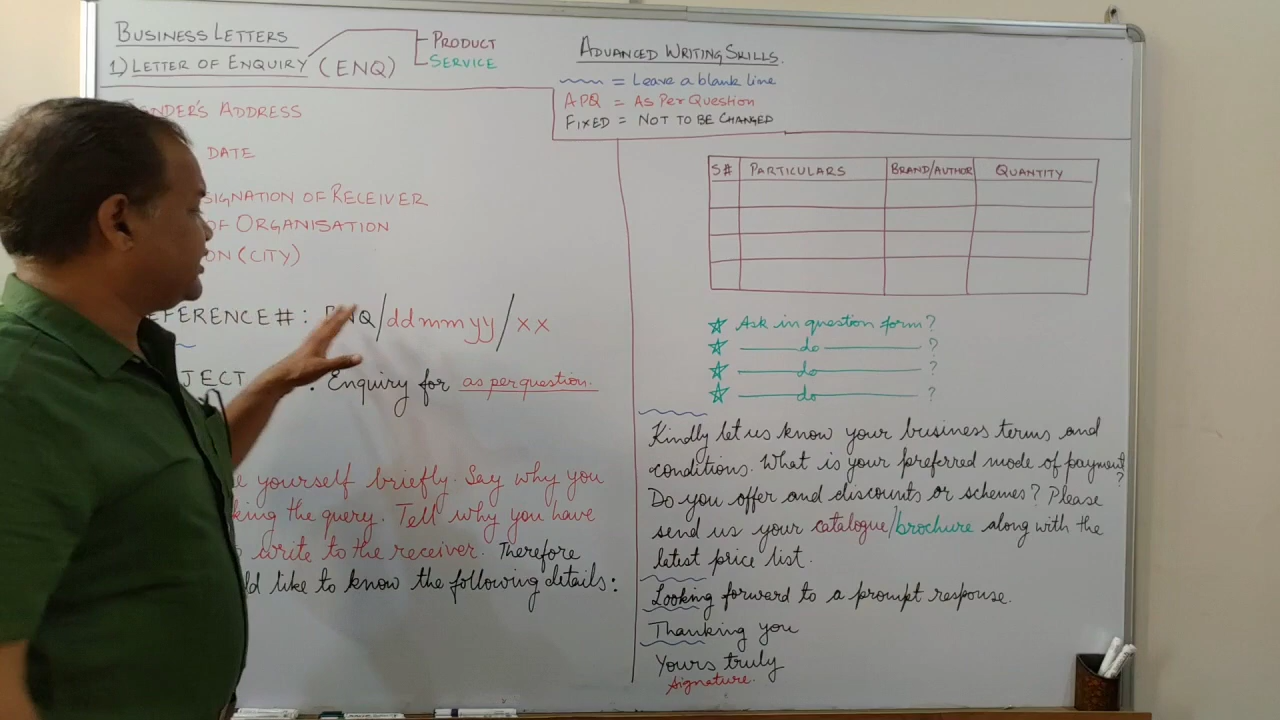 BUSINESS LETTERS
1) LETTER OF ENQUIRY (ENQ)
PRODUCT
SERVICE
ADVANCED WRITING SKILLS.
= Leave a blank line
APQ = As Per Question
FIXED = NOT TO BE CHANGED
ENDER'S ADDRESS
DATE
SIGNATION OF RECEIVER
OF ORGANISATION
ON (CITY)
EFERENCE #: ENQ/ddmmyy/xx
JECT : Enquiry for as per question.
e yourself briefly. Say why you
king the query. Tell why you have
write to the receiver. Therefore
ld like to know the following details:
S# PARTICULARS BRAND/AUTHOR QUANTITY
Ask in question form?
do ?
do ?
do ?
Kindly let us know your business terms and
conditions. What is your preferred mode of payment?
Do you offer and discounts or schemes? Please
send us your catalogue/brochure along with the
latest price list.
Looking forward to a prompt response.
Thanking you
Yours truly
signature.